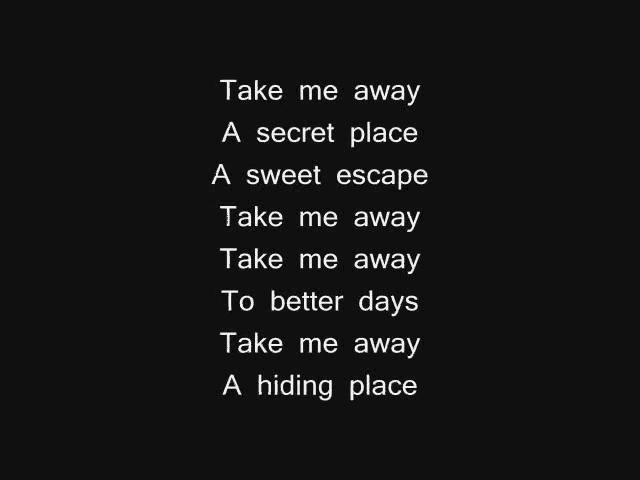 Take me away
A secret place
A sweet escape
Take me away
Take me away
To better days
Take me away
A hiding place